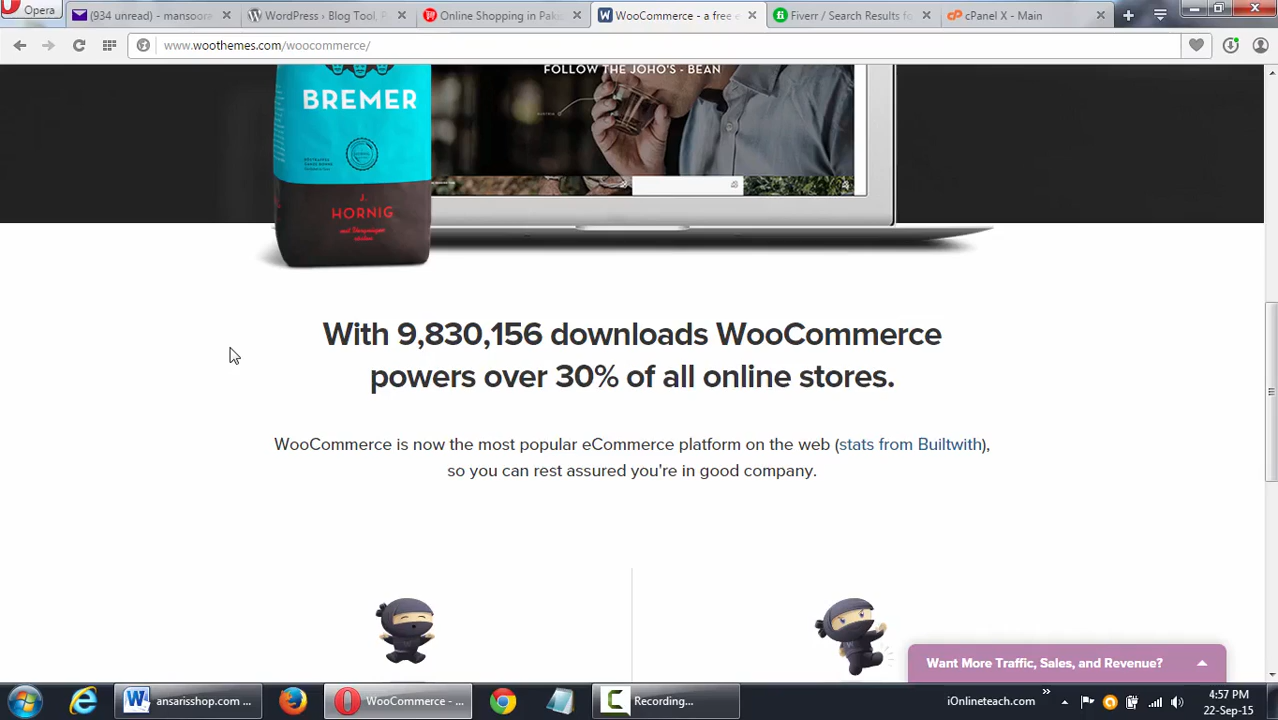 Opera
(934 unread) - mansoora
WordPress › Blog Tool, P
Online Shopping in Paki
WooCommerce - a free e
Fiverr / Search Results fo
cPanel X - Main
www.woothemes.com/woocommerce/
FOLLOW THE JOHO'S - BEAN
BREMER
J.
HORNIG
With 9,830,156 downloads WooCommerce
powers over 30% of all online stores.
WooCommerce is now the most popular eCommerce platform on the web (stats from Builtwith),
so you can rest assured you're in good company.
Want More Traffic, Sales, and Revenue?
ansarisshop.com ...
WooCommerce - ...
Recording...
iOnlineteach.com
4:57 PM
22-Sep-15